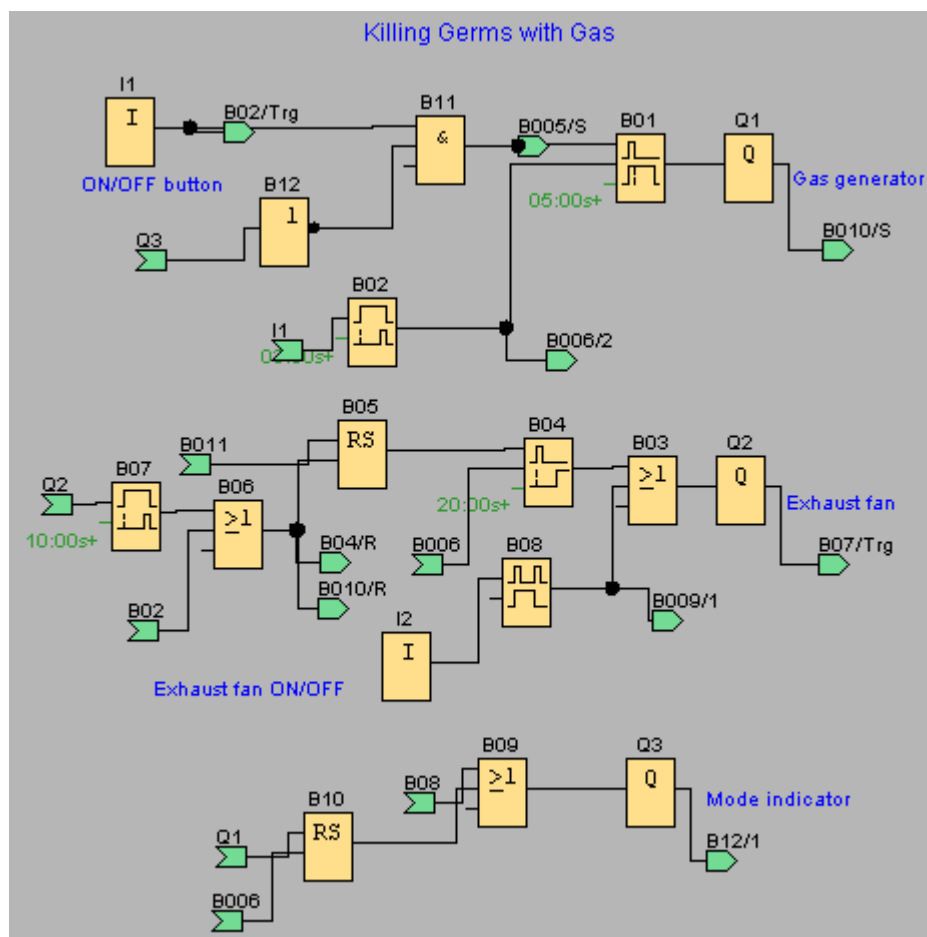 Killing Germs with Gas
I1
I
B02/Trg
ON/OFF button
B11
&
B005/S
B01
05:00s+
Q1
Q
Gas generator
B010/S
B12
1
Q3
B02
I1
B006/2
B05
RS
B011
B04
20:00s+
B03
≥1
Q2
Q
Exhaust fan
B07/Trg
Q2
B07
10:00s+
B06
≥1
B04/R
B010/R
B02
B006
B08
B009/1
I2
I
Exhaust fan ON/OFF
B09
≥1
B08
Q3
Q
Mode indicator
B12/1
B10
RS
Q1
B006